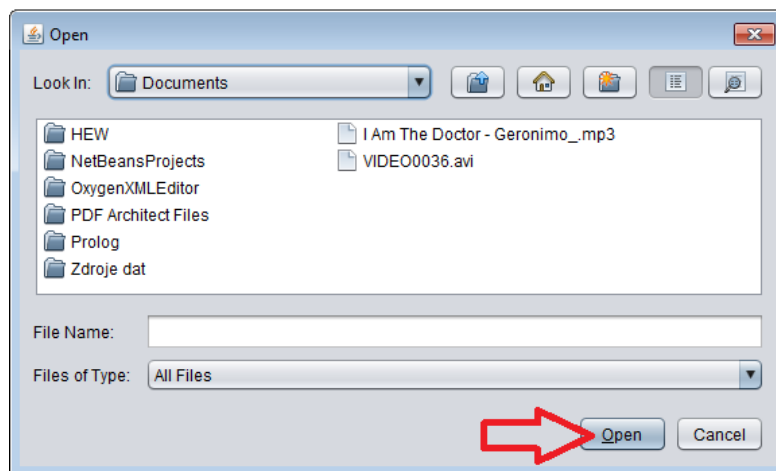 Open
Look In: Documents
HEW
NetBeansProjects
OxygenXMLEditor
PDF Architect Files
Prolog
Zdroje dat
I Am The Doctor - Geronimo_.mp3
VIDEO0036.avi
File Name:
Files of Type: All Files
Open Cancel